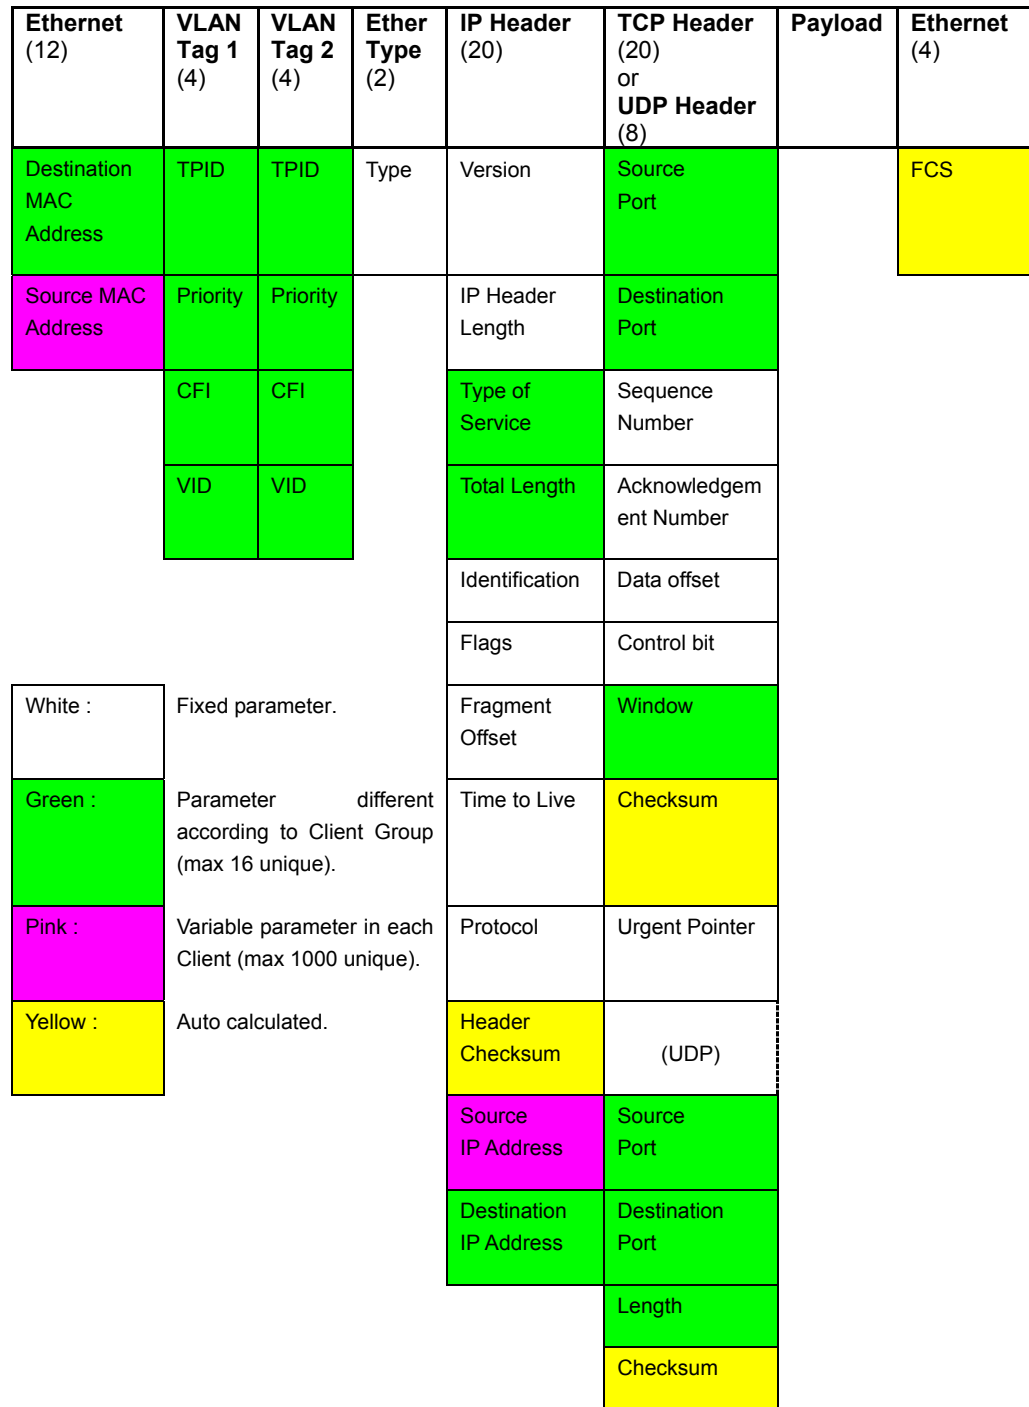 Ethernet
(12)
VLAN
Tag 1
(4)
VLAN
Tag 2
(4)
Ether
Type
(2)
IP Header
(20)
TCP Header
(20)
or
UDP Header
(8)
Payload
Ethernet
(4)
Destination
MAC
Address
TPID
TPID
Type
Version
Source
Port
FCS
Source MAC
Address
Priority
Priority
IP Header
Length
Destination
Port
CFI
CFI
Type of
Service
Sequence
Number
VID
VID
Total Length
Acknowledgem
ent Number
Identification
Data offset
Flags
Control bit
White :
Fixed parameter.
Fragment
Offset
Window
Green :
Parameter different
according to Client Group
(max 16 unique).
Time to Live
Checksum
Pink :
Variable parameter in each
Client (max 1000 unique).
Protocol
Urgent Pointer
Yellow :
Auto calculated.
Header
Checksum
(UDP)
Source
IP Address
Source
Port
Destination
IP Address
Destination
Port
Length
Checksum